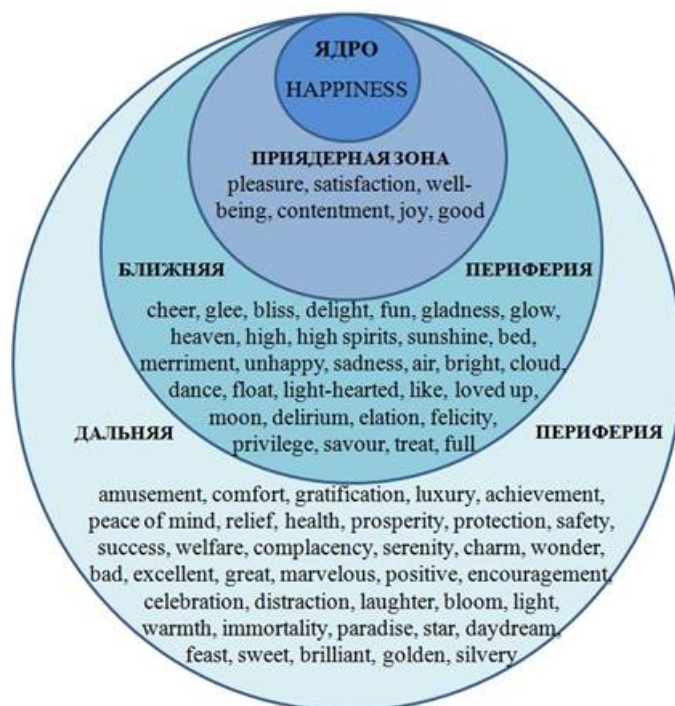 ЯДРО
HAPPINESS
ПРИЯДЕРНАЯ ЗОНА
pleasure, satisfaction, well-
being, contentment, joy, good
БЛИЖНЯЯ ПЕРИФЕРИЯ
cheer, glee, bliss, delight, fun, gladness, glow,
heaven, high, high spirits, sunshine, bed,
merriment, unhappy, sadness, air, bright, cloud,
dance, float, light-hearted, like, loved up,
moon, delirium, elation, felicity,
privilege, savour, treat, full
ДАЛЬНЯЯ ПЕРИФЕРИЯ
amusement, comfort, gratification, luxury, achievement,
peace of mind, relief, health, prosperity, protection, safety,
success, welfare, complacency, serenity, charm, wonder,
bad, excellent, great, marvelous, positive, encouragement,
celebration, distraction, laughter, bloom, light,
warmth, immortality, paradise, star, daydream,
feast, sweet, brilliant, golden, silvery